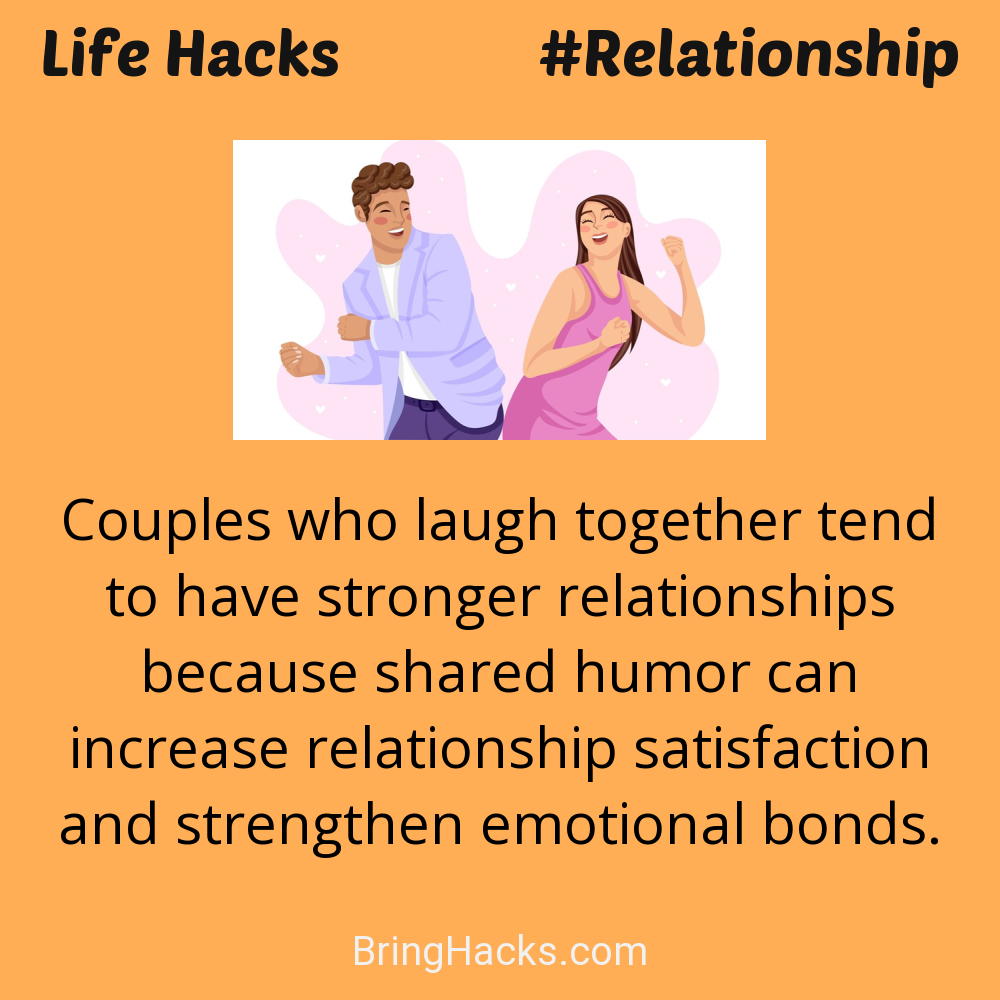 Life Hacks
#Relationship
Couples who laugh together tend
to have stronger relationships
because shared humor can
increase relationship satisfaction
and strengthen emotional bonds.
BringHacks.com